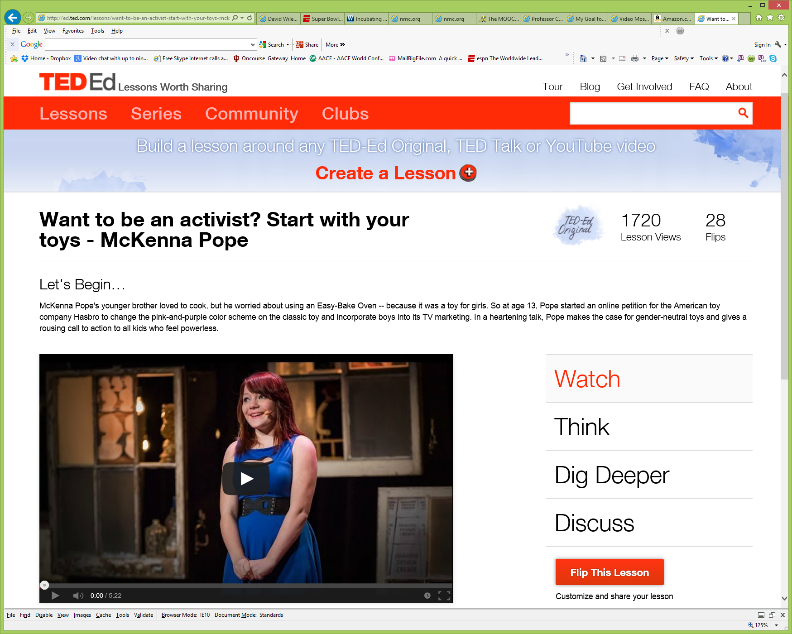 http://ed.ted.com/lessons/want-to-be-an-activist-start-with-your-toys-mck
David Wile...
Super Bowl...
Incubating ...
nmc.org
nmc.org
The MOOC...
Professor C...
My Goal fo...
Video Mos...
Amazon.c...
Want to ...
File Edit View Favorites Tools Help
Google
Search
Share
More »
Sign In
Home - Dropbox
Video chat with up to nin...
Free Skype internet calls a...
Oncourse Gateway Home
AACE - AACE World Conf...
MailBigFile.com A quick ...
espn The Worldwide Lead...
Page Safety Tools
TEDEd Lessons Worth Sharing
Tour Blog Get Involved FAQ About
Lessons Series Community Clubs
Build a lesson around any TED-Ed Original, TED Talk or YouTube video
Create a Lesson
Want to be an activist? Start with your
toys - McKenna Pope
TED-Ed
Original
1720
Lesson Views
28
Flips
Let's Begin…
McKenna Pope's younger brother loved to cook, but he worried about using an Easy-Bake Oven -- because it was a toy for girls. So at age 13, Pope started an online petition for the American toy
company Hasbro to change the pink-and-purple color scheme on the classic toy and incorporate boys into its TV marketing. In a heartening talk, Pope makes the case for gender-neutral toys and gives a
rousing call to action to all kids who feel powerless.
Watch
Think
Dig Deeper
Discuss
0:00 / 5:22
Flip This Lesson
Customize and share your lesson
File Find Disable View Images Cache Tools Validate Browser Mode: IE10 Document Mode: Standards
125%